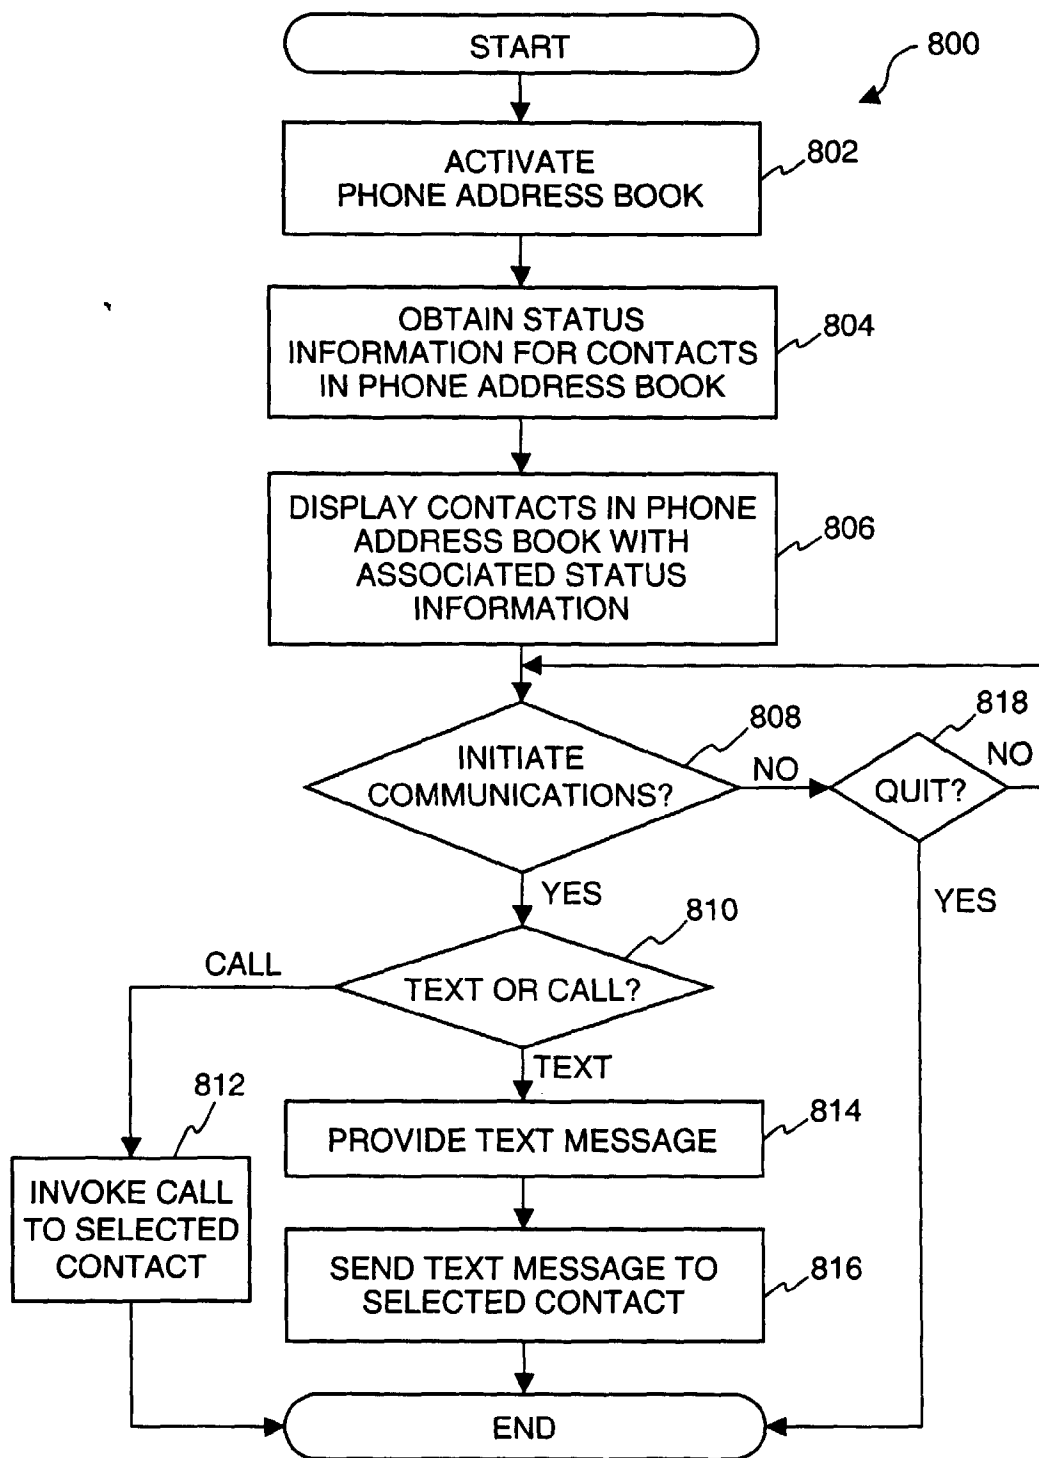 START
800
ACTIVATE
PHONE ADDRESS BOOK
802
OBTAIN STATUS
INFORMATION FOR CONTACTS
IN PHONE ADDRESS BOOK
804
DISPLAY CONTACTS IN PHONE
ADDRESS BOOK WITH
ASSOCIATED STATUS
INFORMATION
806
INITIATE
COMMUNICATIONS?
808
NO
QUIT?
818
NO
YES
YES
TEXT OR CALL?
810
CALL
TEXT
812
INVOKE CALL
TO SELECTED
CONTACT
PROVIDE TEXT MESSAGE
814
SEND TEXT MESSAGE TO
SELECTED CONTACT
816
END